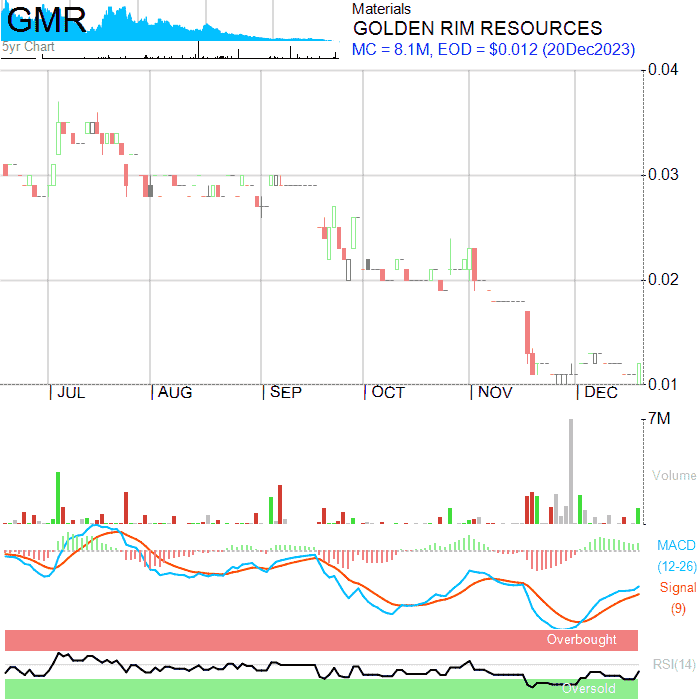 GMR
Materials
GOLDEN RIM RESOURCES
MC = 8.1M, EOD = $0.012 (20Dec2023)
5yr Chart
0.04
0.03
0.02
0.01
JUL AUG SEP OCT NOV DEC
7M
Volume
MACD
(12-26)
Signal
(9)
Overbought
RSI(14)
Oversold